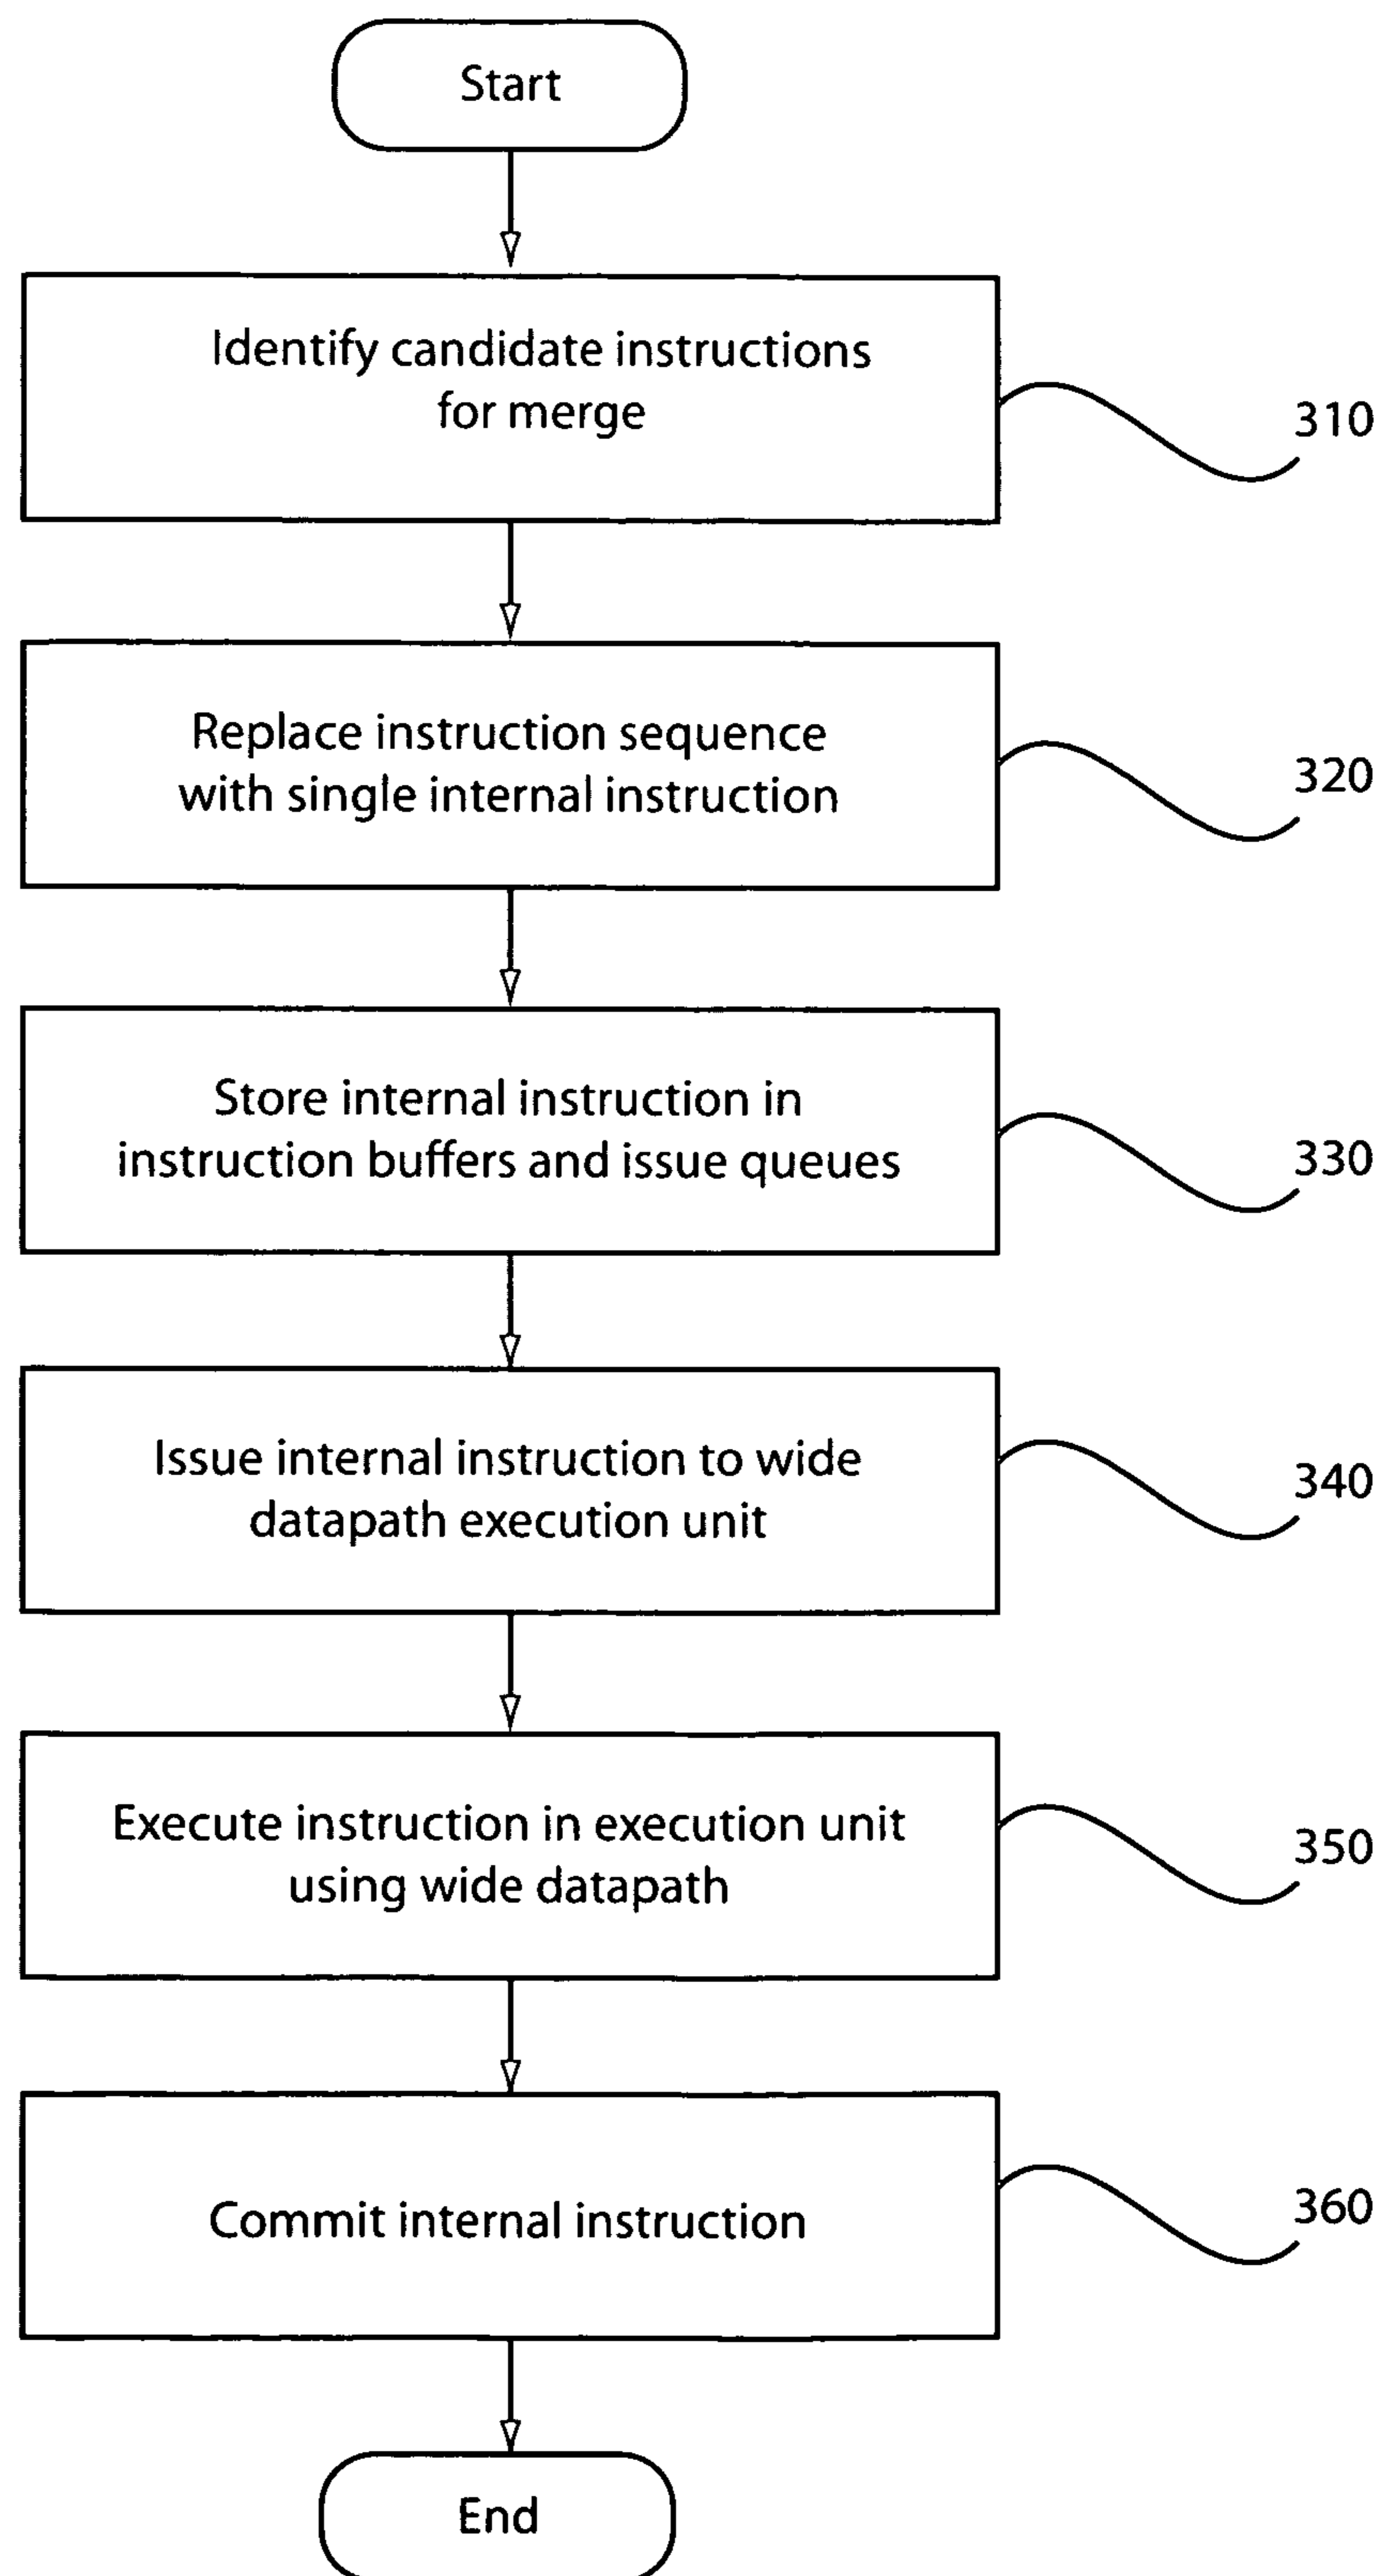 Start
Identify candidate instructions
for merge
310
Replace instruction sequence
with single internal instruction
320
Store internal instruction in
instruction buffers and issue queues
330
Issue internal instruction to wide
datapath execution unit
340
Execute instruction in execution unit
using wide datapath
350
Commit internal instruction
360
End